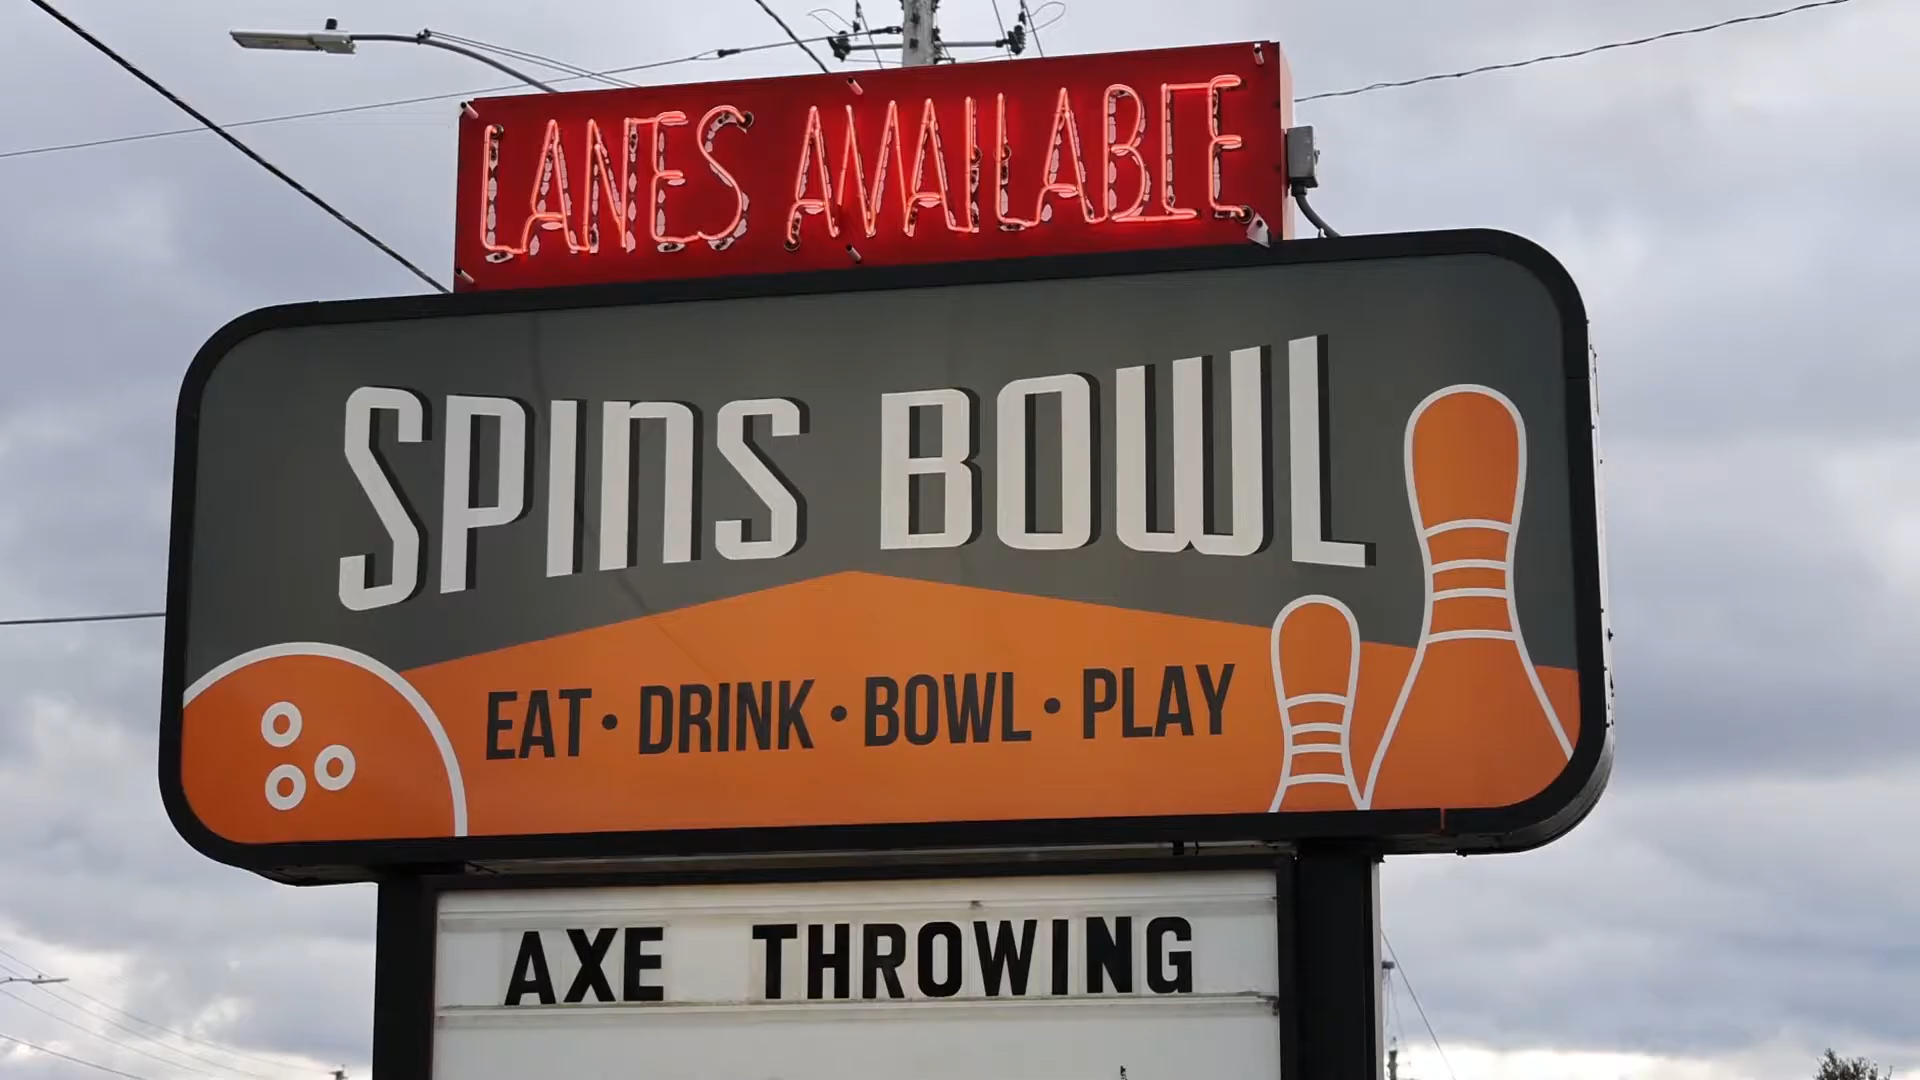 LANES AVAILABLE
SPINS BOWL
EAT • DRINK • BOWL • PLAY
AXE THROWING